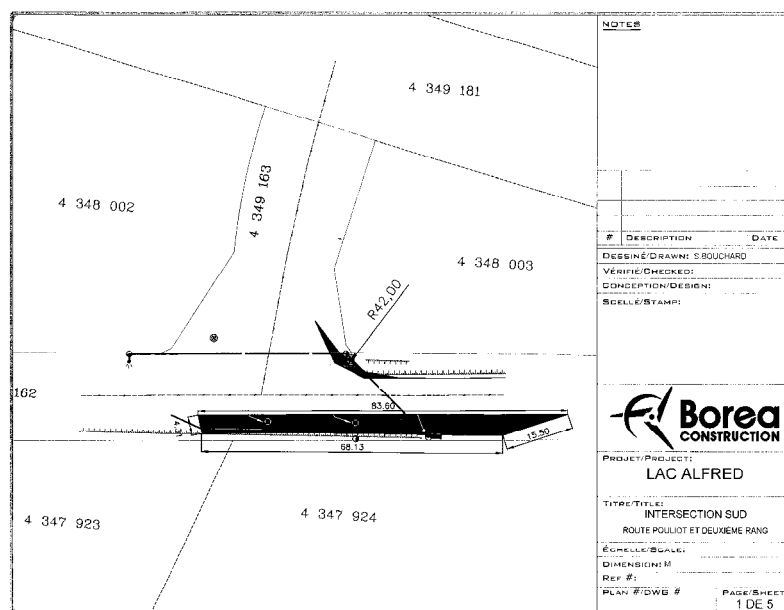 4 349 181
4 348 002
4 349 163
4 348 003
R42,00
162
83.60
15.50
68.13
4 347 923
4 347 924
NOTES
# DESCRIPTION DATE
DESSINÉ/DRAWN: S.BOUCHARD
VÉRIFIÉ/CHECKED:
CONCEPTION/DESIGN:
SCELLÉ/STAMP:
Borea
CONSTRUCTION
PROJET/PROJECT:
LAC ALFRED
TITRE/TITLE:
INTERSECTION SUD
ROUTE POULIOT ET DEUXIÈME RANG
ÉCHELLE/SCALE:
DIMENSION: M
REF #:
PLAN #/DWG # PAGE/SHEE
1 DE 5